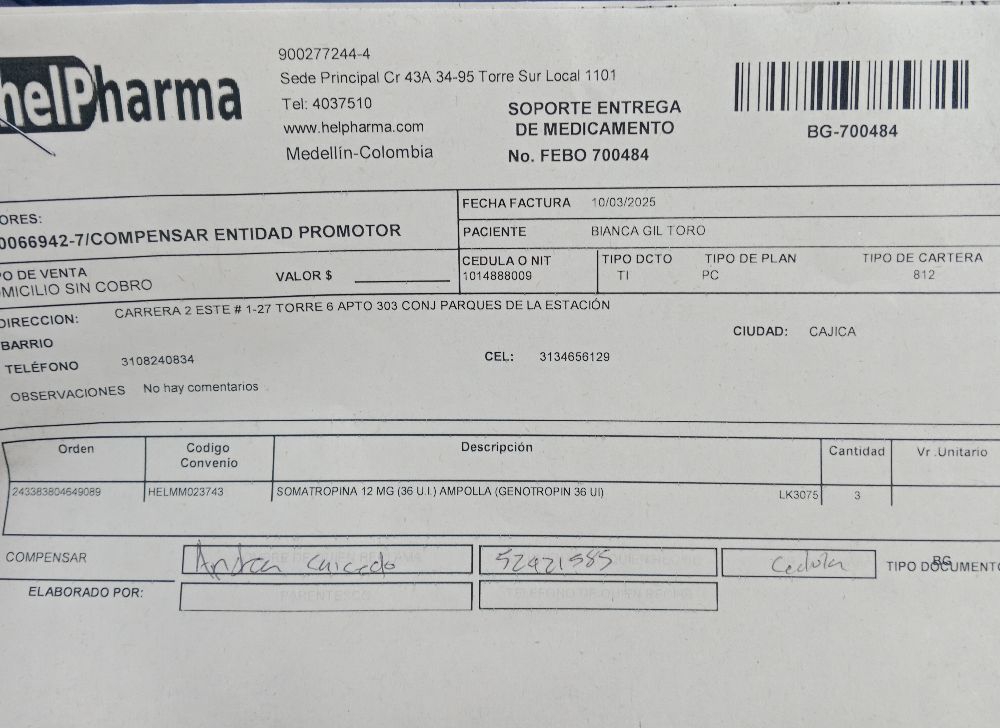 helPharma
900277244-4
Sede Principal Cr 43A 34-95 Torre Sur Local 1101
Tel: 4037510
www.helpharma.com
Medellín-Colombia
SOPORTE ENTREGA
DE MEDICAMENTO
No. FEBO 700484
BG-700484
ORES:
0066942-7/COMPENSAR ENTIDAD PROMOTOR
FECHA FACTURA 10/03/2025
PACIENTE BIANCA GIL TORO
PO DE VENTA
OMICILIO SIN COBRO
VALOR $
CEDULA O NIT
1014888009
TIPO DCTO
TI
TIPO DE PLAN
PC
TIPO DE CARTERA
812
DIRECCION: CARRERA 2 ESTE # 1-27 TORRE 6 APTO 303 CONJ PARQUES DE LA ESTACIÓN
BARRIO
CIUDAD: CAJICA
TELÉFONO 3108240834
CEL: 3134656129
OBSERVACIONES No hay comentarios
Orden
Codigo
Convenio
Descripción
Cantidad
Vr .Unitario
243383804649089 HELMM023743 SOMATROPINA 12 MG (36 U.I.) AMPOLLA (GENOTROPIN 36 UI) LK3075 3
COMPENSAR
Andrea Caicedo
52421585
Cedula
BG
TIPO DOCUMENTO
ELABORADO POR:
PARENTESCO
TELEFONO DE QUIEN RECIBE